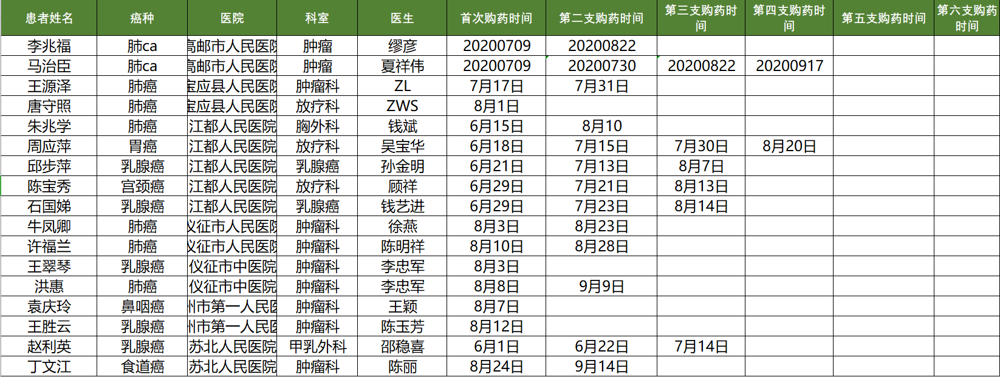 患者姓名 癌种 医院 科室 医生 首次购药时间 第二支购药时间 第三支购药时间 第四支购药时间 第五支购药时间 第六支购药时间
李兆福 肺ca 高邮市人民医院 肿瘤 缪彦 20200709 20200822
马治臣 肺ca 高邮市人民医院 肿瘤 夏祥伟 20200709 20200730 20200822 20200917
王源泽 肺癌 宝应县人民医院 肿瘤科 ZL 7月17日 7月31日
唐守照 肺癌 宝应县人民医院 放疗科 ZWS 8月1日
朱兆学 肺癌 江都人民医院 胸外科 钱斌 6月15日 8月10
周应萍 胃癌 江都人民医院 放疗科 吴宝华 6月18日 7月15日 7月30日 8月20日
邱步萍 乳腺癌 江都人民医院 乳腺癌 孙金明 6月21日 7月13日 8月7日
陈宝秀 宫颈癌 江都人民医院 放疗科 顾祥 6月29日 7月21日 8月13日
石国娣 乳腺癌 江都人民医院 乳腺癌 钱艺进 6月29日 7月23日 8月14日
牛凤卿 肺癌 仪征市人民医院 肿瘤科 徐燕 8月3日 8月23日
许福兰 肺癌 仪征市人民医院 肿瘤科 陈明祥 8月10日 8月28日
王翠琴 乳腺癌 仪征市中医院 肿瘤科 李忠军 8月3日
洪惠 肺癌 仪征市中医院 肿瘤科 李忠军 8月8日 9月9日
袁庆玲 鼻咽癌 州市第一人民医 肿瘤科 王颖 8月7日
王胜云 乳腺癌 州市第一人民医 肿瘤科 陈玉芳 8月12日
赵利英 乳腺癌 苏北人民医院 甲乳外科 邵稳喜 6月1日 6月22日 7月14日
丁文江 食道癌 苏北人民医院 肿瘤科 陈丽 8月24日 9月14日